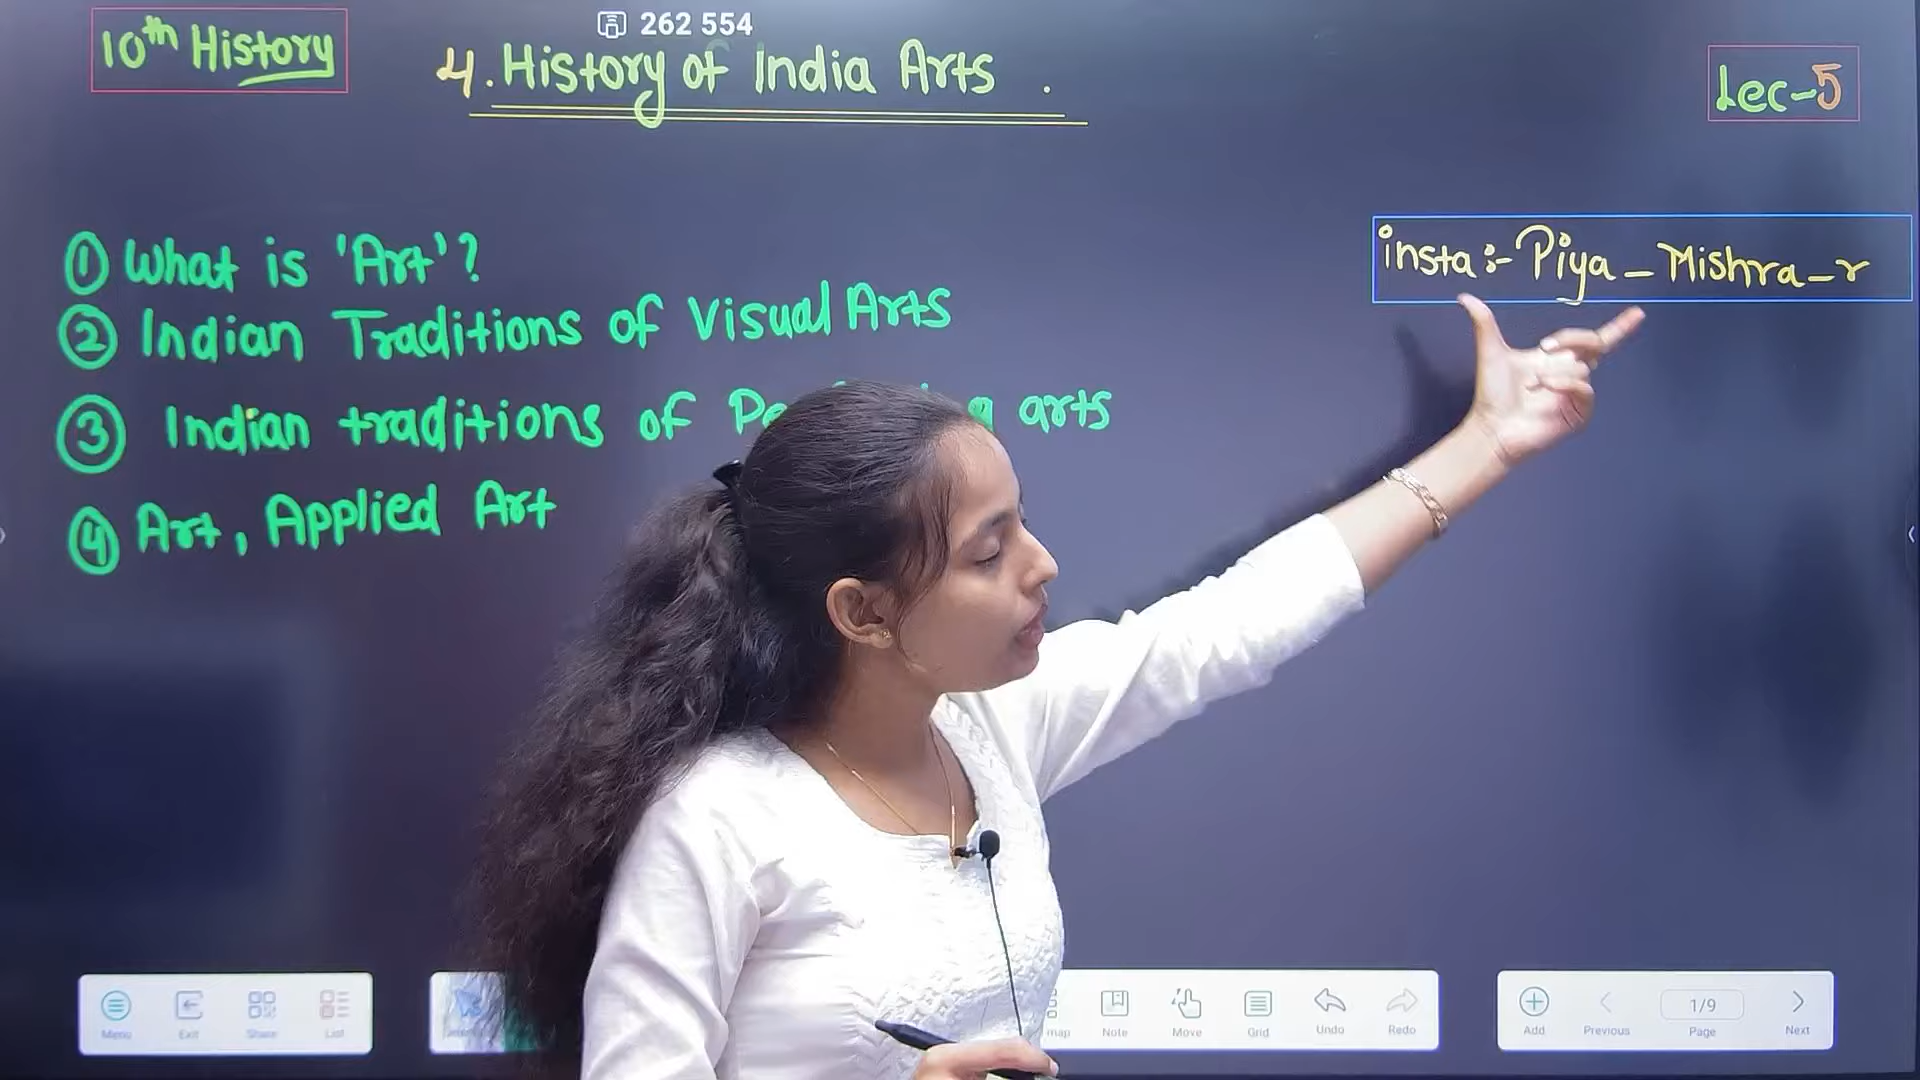 262 554
10th History
4. History of India Arts .
Lec-5
insta:- Piya_Mishra_r
① What is 'Art'?
② Indian Traditions of Visual Arts
③ Indian traditions of arts
④ Art, Applied Art
Menu Exit Share List map Note Move Grid Undo Redo Add Previous 1/9 Page Next